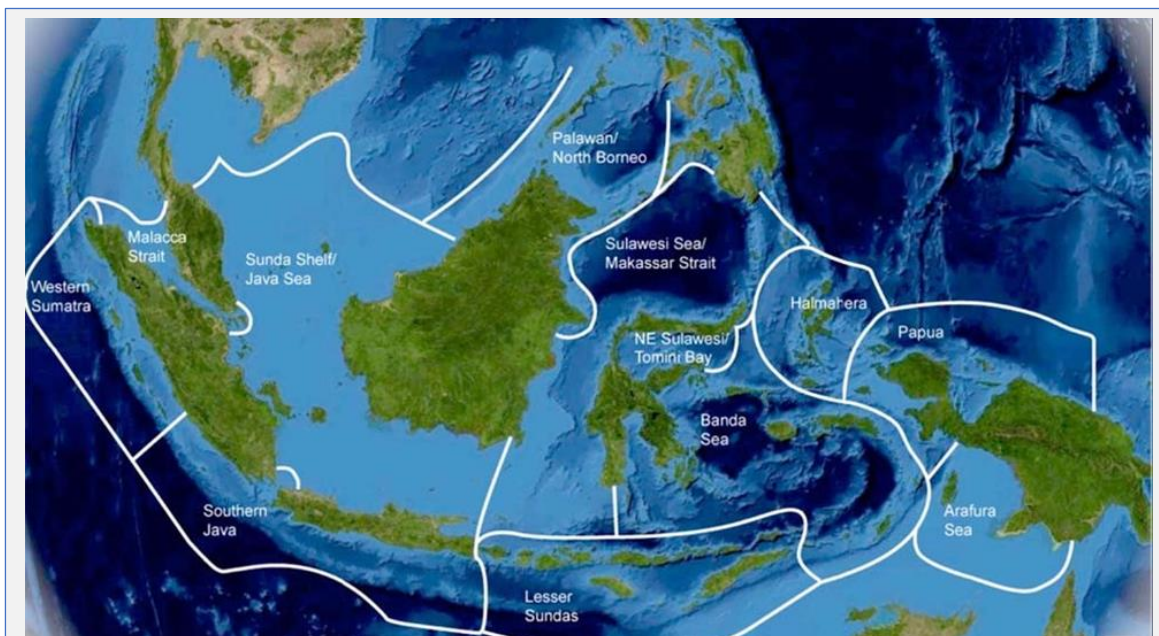 Palawan/
North Borneo
Malacca
Strait
Sunda Shelf/
Java Sea
Sulawesi Sea/
Makassar Strait
Western
Sumatra
Halmahera
NE Sulawesi/
Tomini Bay
Papua
Banda
Sea
Southern
Java
Arafura
Sea
Lesser
Sundas